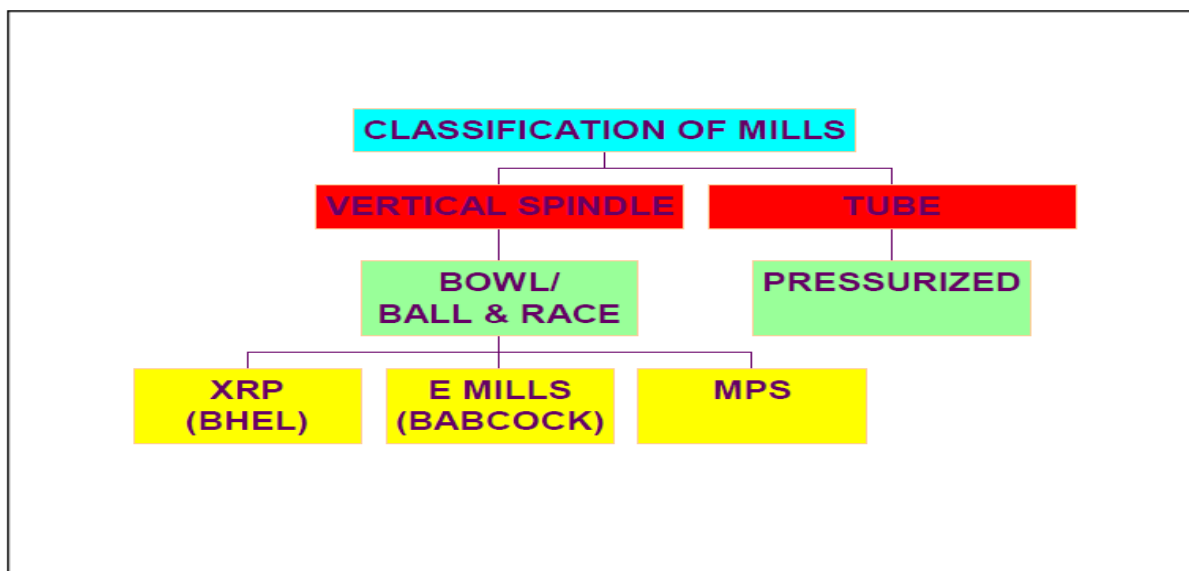 CLASSIFICATION OF MILLS
VERTICAL SPINDLE
TUBE
BOWL/
BALL & RACE
PRESSURIZED
XRP
(BHEL)
E MILLS
(BABCOCK)
MPS